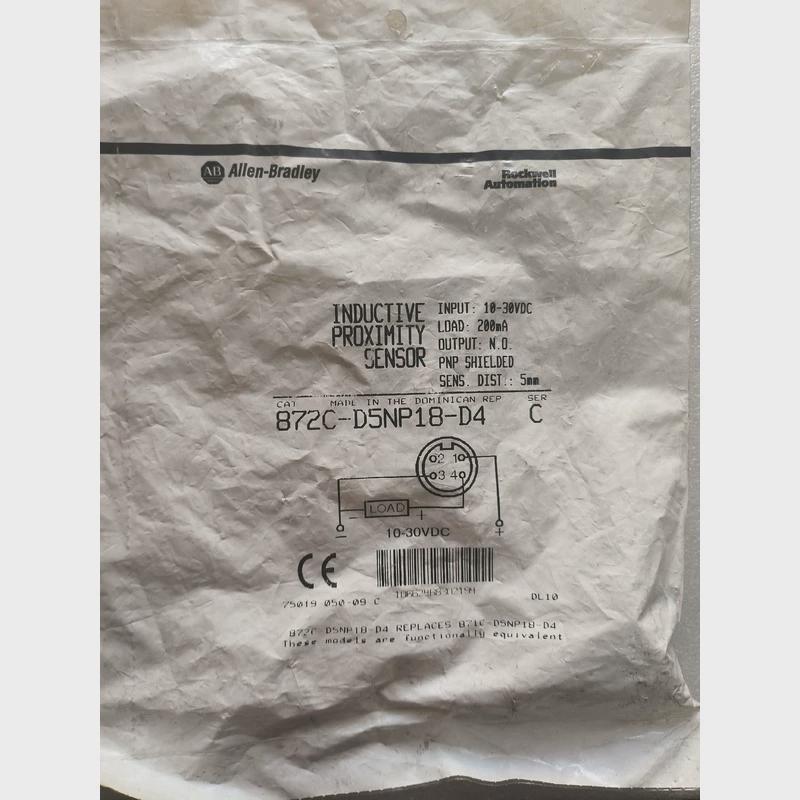 AB Allen-Bradley
Rockwell
Automation
INDUCTIVE
PROXIMITY
SENSOR
INPUT: 10-30VDC
LOAD: 200mA
OUTPUT: N.O.
PNP SHIELDED
SENS. DIST.: 5mm
CAT MADE IN THE DOMINICAN REP SER
872C-D5NP18-D4 C
2 1
3 4
LOAD
- + +
10-30VDC
CE
75019 050-09 C DL10
872C-D5NP18-D4 REPLACES 871C-D5NP18-D4
These models are functionally equivalent